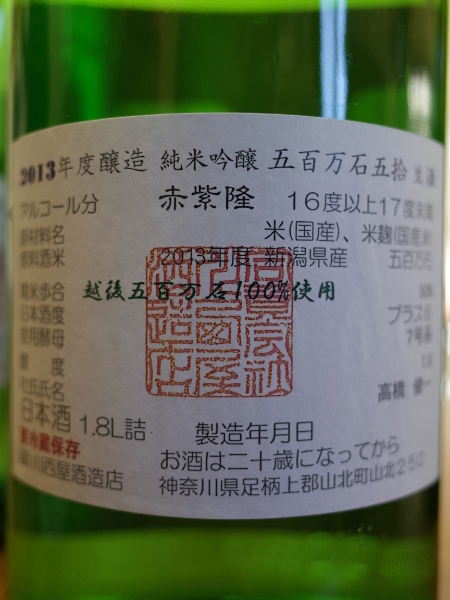 2013年度醸造 純米吟醸 五百万石五拾 生酒
アルコール分 赤紫隆 16度以上17度未満
原材料名 米(国産)、米麹(国産米)
原料酒米 2013年度 新潟県産 五百万石
精米歩合 越後五百万石100%使用 50%
日本酒度 プラス
使用酵母 7号系
酸度
杜氏氏名 高橋 健一
日本酒 1.8L詰 製造年月日
要冷蔵保存 お酒は二十歳になってから
川西屋酒造店 神奈川県足柄上郡山北町山北250